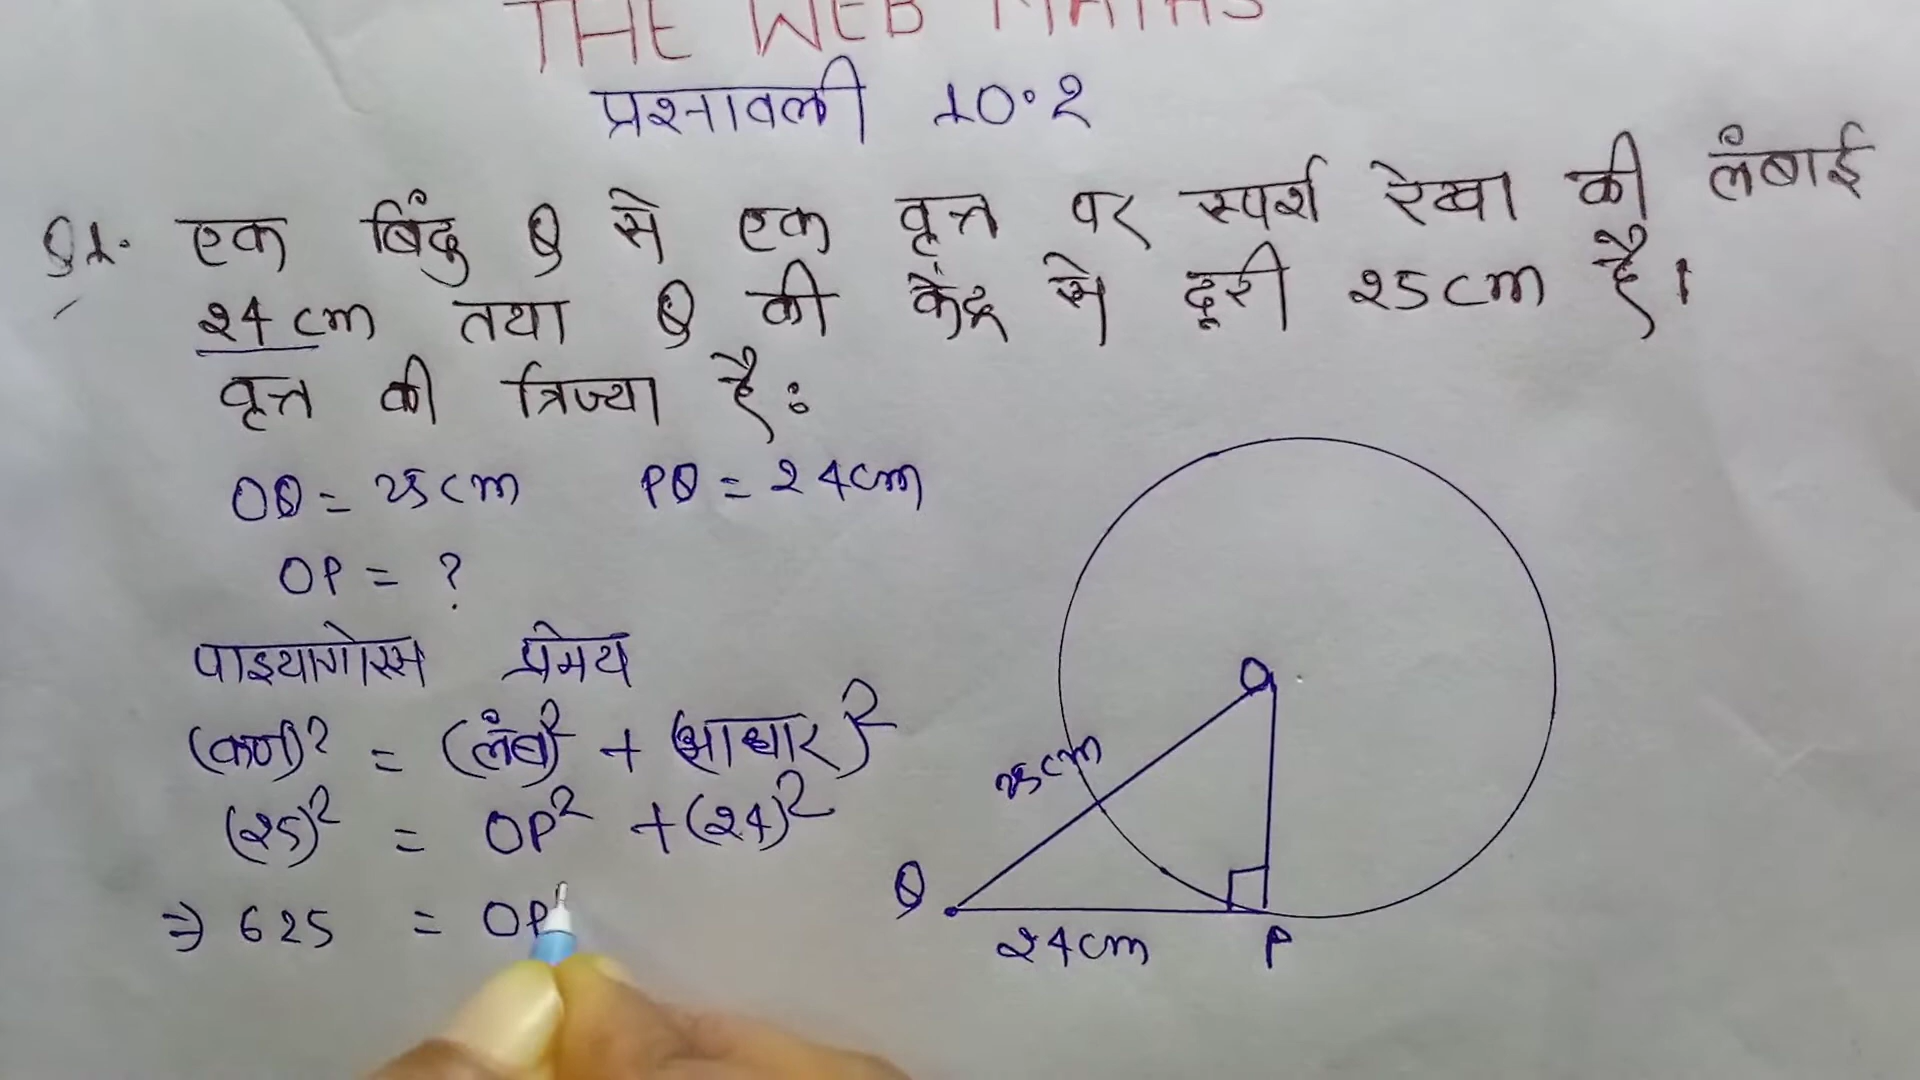 THE WEB MATHS
प्रश्नावली 10.2
Q1. एक बिंदु Q से एक वृत्त पर स्पर्श रेखा की लंबाई
24 cm तथा Q की केंद्र से दूरी 25 cm है।
वृत्त की त्रिज्या है:
OQ = 25 cm PQ = 24 cm
OP = ?
पाइथागोरस प्रमेय
(कर्ण)² = (लंब)² + (आधार)²
(25)² = OP² + (24)²
⇒ 625 = OP
O
25 cm
Q
24 cm P